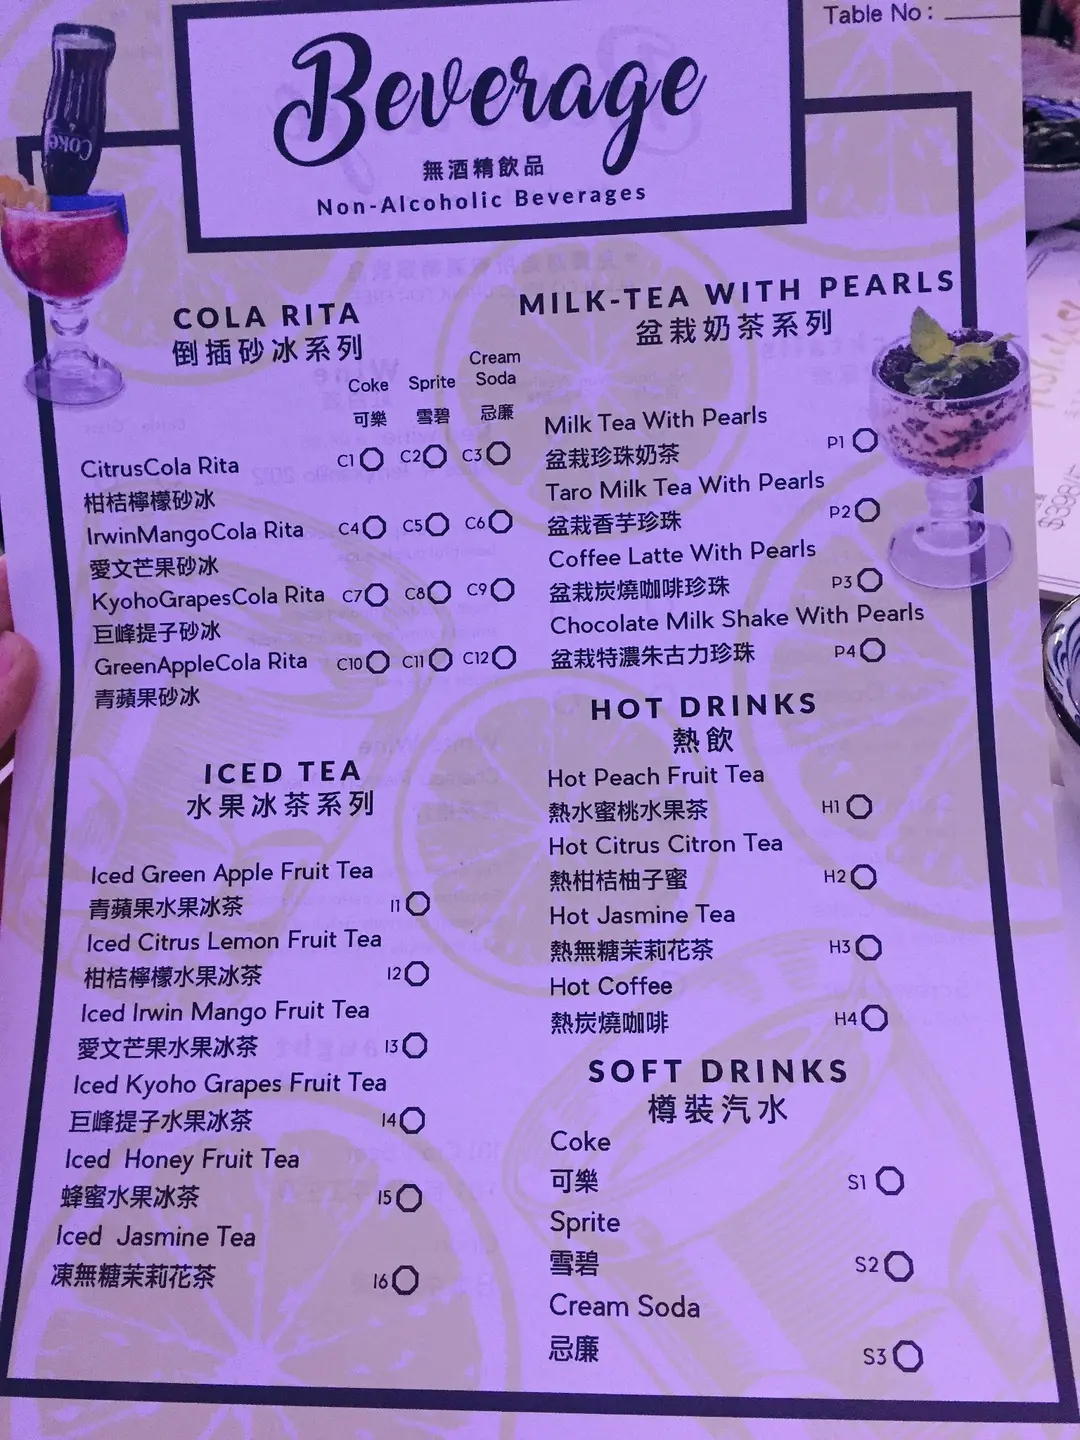 Table No :
Coke
Beverage
無酒精飲品
Non-Alcoholic Beverages
COLA RITA
倒插砂冰系列
Coke Sprite Cream Soda
可樂 雪碧 忌廉
CitrusCola Rita C1 C2 C3
柑桔檸檬砂冰
IrwinMangoCola Rita C4 C5 C6
愛文芒果砂冰
KyohoGrapesCola Rita C7 C8 C9
巨峰提子砂冰
GreenAppleCola Rita C10 C11 C12
青蘋果砂冰
ICED TEA
水果冰茶系列
Iced Green Apple Fruit Tea
青蘋果水果冰茶 I1
Iced Citrus Lemon Fruit Tea
柑桔檸檬水果冰茶 I2
Iced Irwin Mango Fruit Tea
愛文芒果水果冰茶 I3
Iced Kyoho Grapes Fruit Tea
巨峰提子水果冰茶 I4
Iced Honey Fruit Tea
蜂蜜水果冰茶 I5
Iced Jasmine Tea
凍無糖茉莉花茶 I6
MILK-TEA WITH PEARLS
盆栽奶茶系列
Milk Tea With Pearls
盆栽珍珠奶茶 P1
Taro Milk Tea With Pearls
盆栽香芋珍珠 P2
Coffee Latte With Pearls
盆栽炭燒咖啡珍珠 P3
Chocolate Milk Shake With Pearls
盆栽特濃朱古力珍珠 P4
HOT DRINKS
熱飲
Hot Peach Fruit Tea
熱水蜜桃水果茶 H1
Hot Citrus Citron Tea
熱柑桔柚子蜜 H2
Hot Jasmine Tea
熱無糖茉莉花茶 H3
Hot Coffee
熱炭燒咖啡 H4
SOFT DRINKS
樽裝汽水
Coke
可樂 S1
Sprite
雪碧 S2
Cream Soda
忌廉 S3